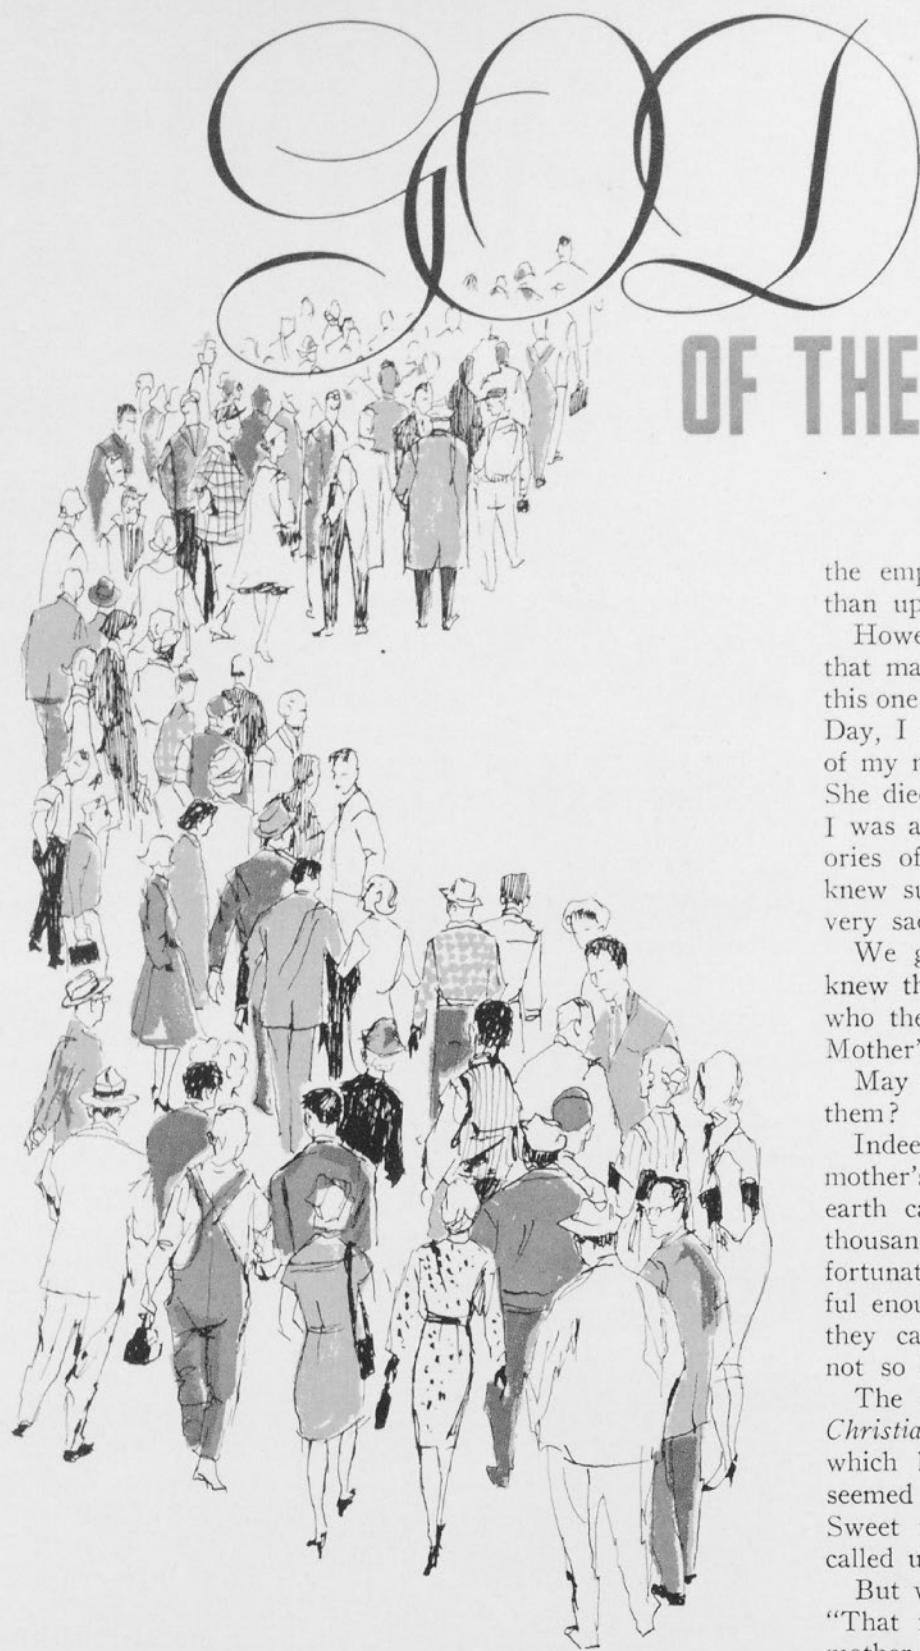 GOD
OF THE
the emp
than up
Howe
that ma
this one
Day, I
of my r
She died
I was a
ories of
knew su
very sac
We g
knew th
who the
Mother'
May
them?
Indee
mother's
earth ca
thousan
fortunat
ful enou
they ca
not so
The
Christia
which 
seemed
Sweet
called u
But w
"That